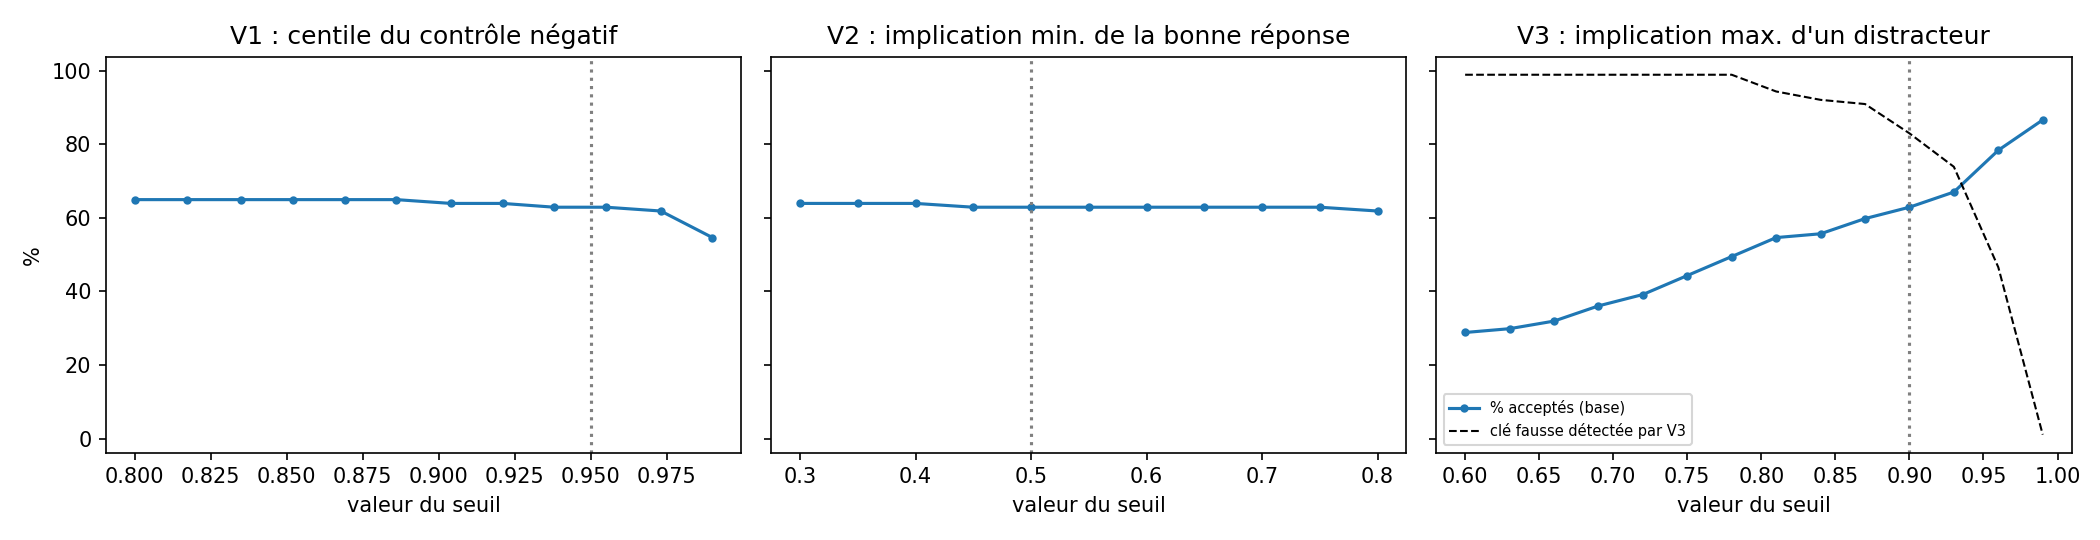 V1 : centile du contrôle négatif
V2 : implication min. de la bonne réponse
V3 : implication max. d'un distracteur
%
100
80
60
40
20
0
0.800 0.825 0.850 0.875 0.900 0.925 0.950 0.975
valeur du seuil
0.3 0.4 0.5 0.6 0.7 0.8
valeur du seuil
% acceptés (base)
clé fausse détectée par V3
0.60 0.65 0.70 0.75 0.80 0.85 0.90 0.95 1.00
valeur du seuil